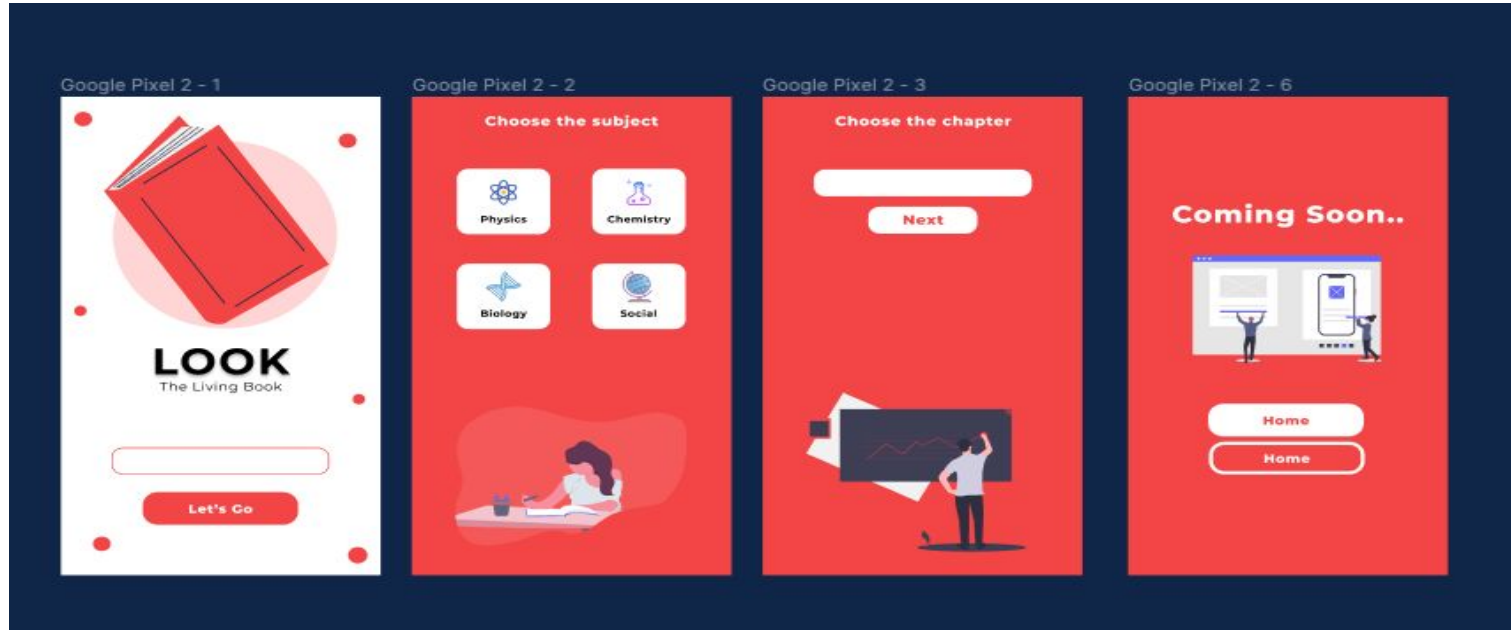 Google Pixel 2 - 1
LOOK
The Living Book
Let's Go
Google Pixel 2 - 2
Choose the subject
Physics
Chemistry
Biology
Social
Google Pixel 2 - 3
Choose the chapter
Next
Google Pixel 2 - 6
Coming Soon..
Home
Home